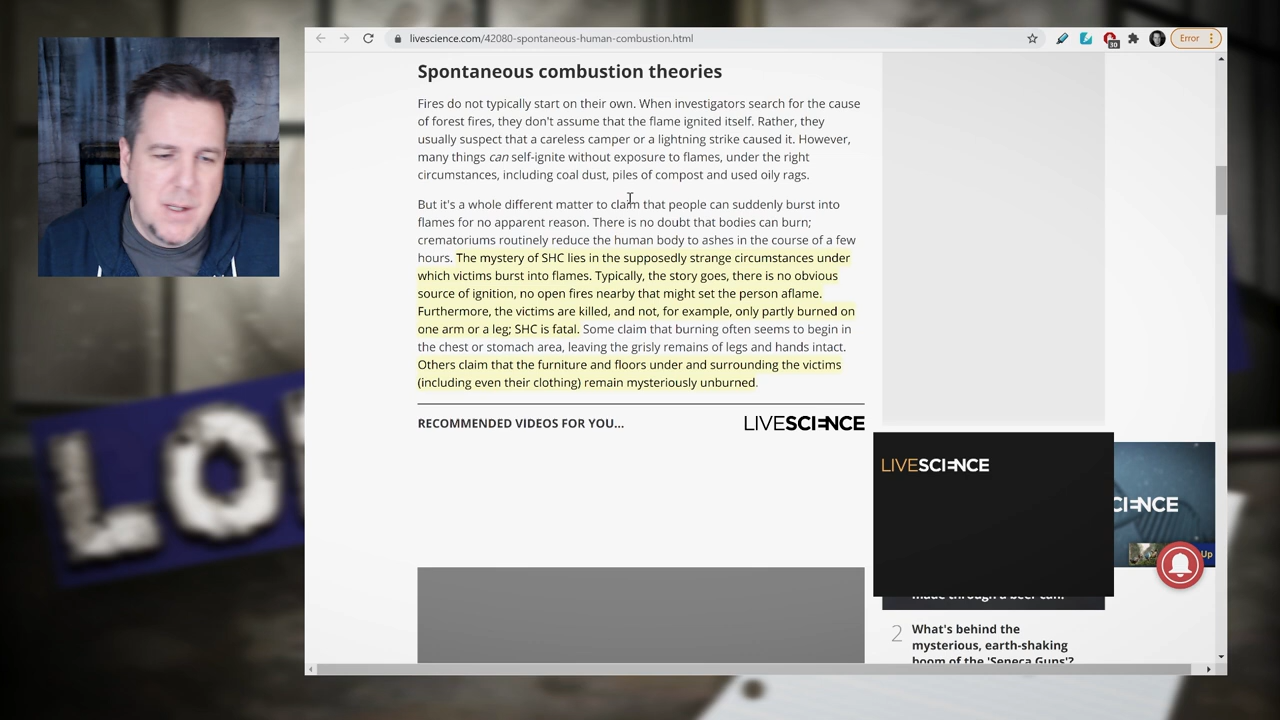 livescience.com/42080-spontaneous-human-combustion.html
30
Error
Spontaneous combustion theories
Fires do not typically start on their own. When investigators search for the cause
of forest fires, they don't assume that the flame ignited itself. Rather, they
usually suspect that a careless camper or a lightning strike caused it. However,
many things can self-ignite without exposure to flames, under the right
circumstances, including coal dust, piles of compost and used oily rags.
But it's a whole different matter to claim that people can suddenly burst into
flames for no apparent reason. There is no doubt that bodies can burn;
crematoriums routinely reduce the human body to ashes in the course of a few
hours. The mystery of SHC lies in the supposedly strange circumstances under
which victims burst into flames. Typically, the story goes, there is no obvious
source of ignition, no open fires nearby that might set the person aflame.
Furthermore, the victims are killed, and not, for example, only partly burned on
one arm or a leg; SHC is fatal. Some claim that burning often seems to begin in
the chest or stomach area, leaving the grisly remains of legs and hands intact.
Others claim that the furniture and floors under and surrounding the victims
(including even their clothing) remain mysteriously unburned.
RECOMMENDED VIDEOS FOR YOU...
LIVESCIENCE
LIVESCIENCE
CIENCE
Up
made through a beer can!
2
What's behind the
mysterious, earth-shaking
boom of the 'Seneca Guns'?
LO